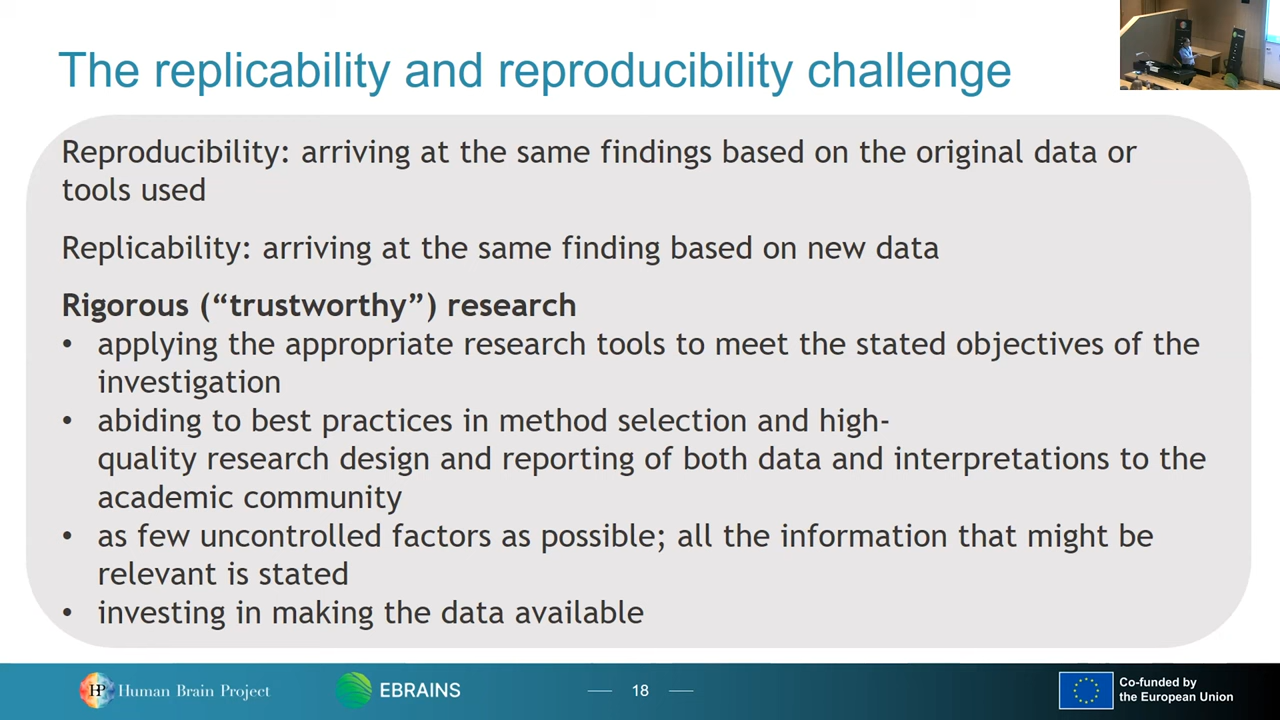 The replicability and reproducibility challenge
Reproducibility: arriving at the same findings based on the original data or
tools used
Replicability: arriving at the same finding based on new data
Rigorous (“trustworthy”) research
• applying the appropriate research tools to meet the stated objectives of the
investigation
• abiding to best practices in method selection and high-
quality research design and reporting of both data and interpretations to the
academic community
• as few uncontrolled factors as possible; all the information that might be
relevant is stated
• investing in making the data available
HP Human Brain Project
EBRAINS
18
Co-funded by
the European Union